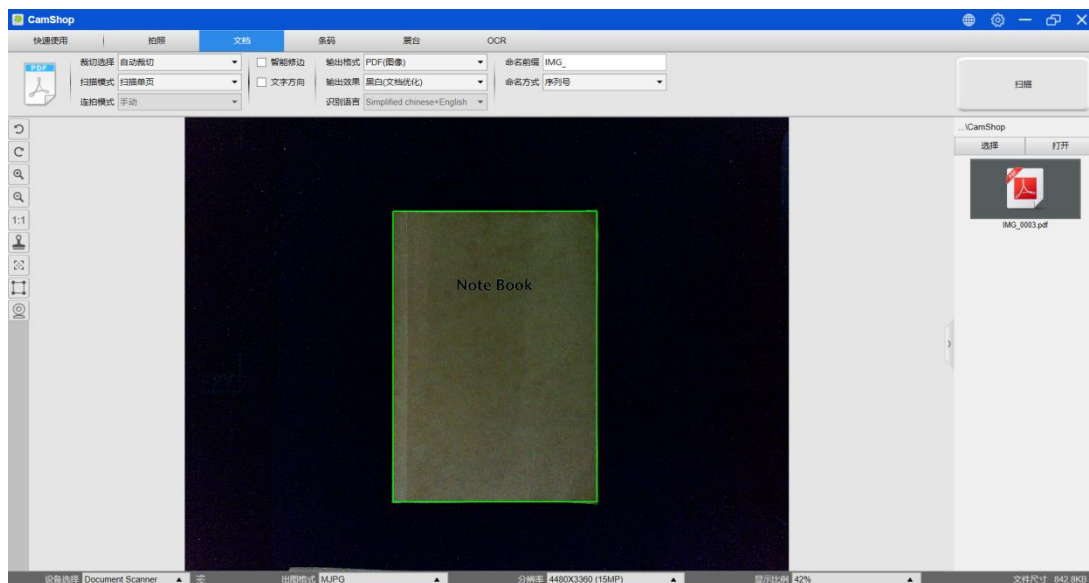 CamShop
快速使用 拍照 文档 条码 展台 OCR
PDF
裁切选择 自动裁切 智能修边 输出格式 PDF(图像) 命名前缀 IMG_
扫描模式 扫描单页 文字方向 输出效果 黑白(文档优化) 命名方式 序列号
连拍模式 手动 识别语言 Simplified chinese+English
扫描
...\CamShop
选择 打开
IMG_0003.pdf
1:1
Note Book
设备选择 Document Scanner 出图格式 MJPG 分辨率 4480X3360 (15MP) 显示比例 42% 文件尺寸 842.8KB